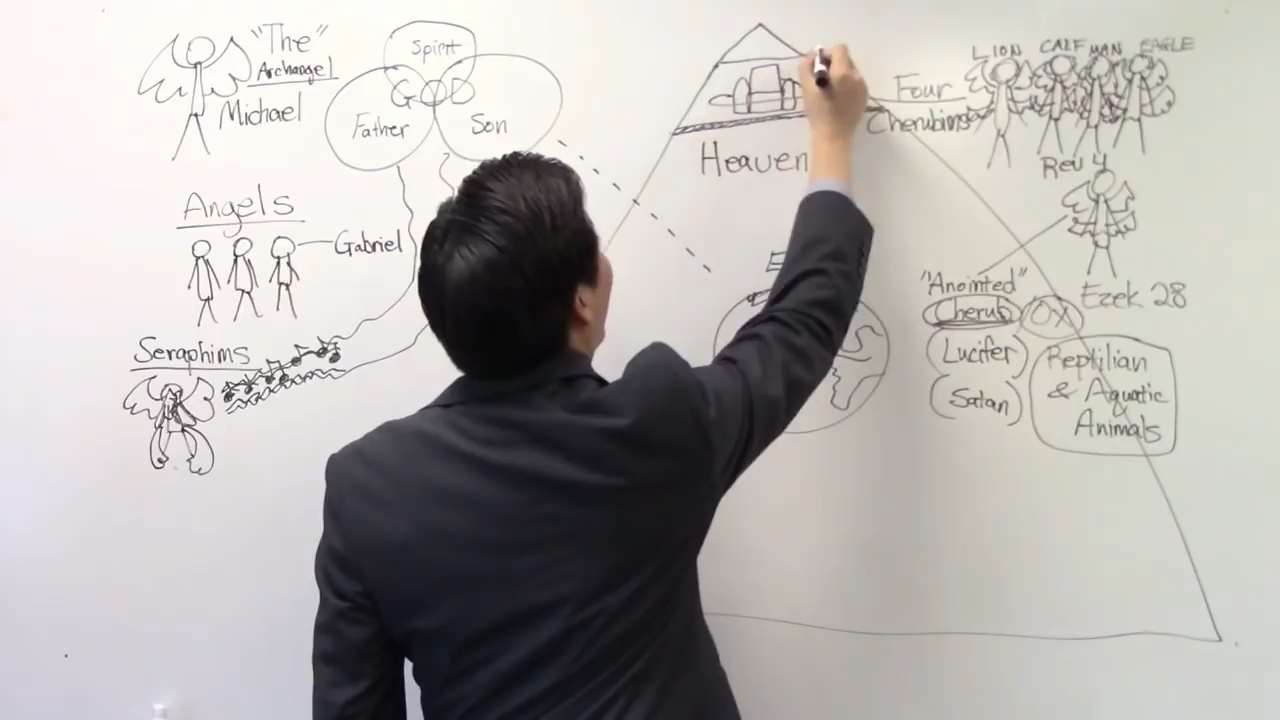 "The"
Archangel
Michael
Spirit
GOD
Father
Son
Angels
Gabriel
Seraphims
Heaven
Four
Cherubims
LION
CALF
MAN
EAGLE
Rev 4
"Anointed"
Cherub
OX
Ezek 28
(Lucifer)
(Satan)
Reptilian
& Aquatic
Animals